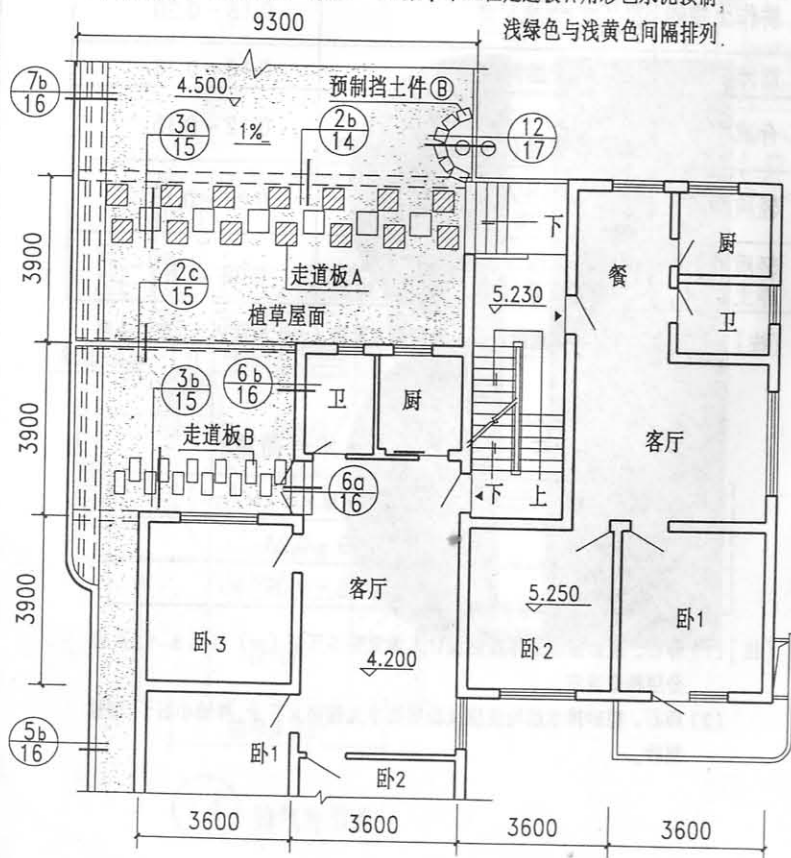 浅绿色与浅黄色间隔排列.
9300
7b
16
4.500
预制挡土件Ⓑ
3a
15
1%
2b
14
12
17
3900
下
厨
餐
走道板A
5.230
2c
15
植草屋面
卫
3900
3b
15
6b
16
卫
厨
客厅
走道板B
6a
16
下 上
3900
客厅
5.250
卧3
卧2
卧1
4.200
5b
16
卧1
卧2
3600
3600
3600
3600